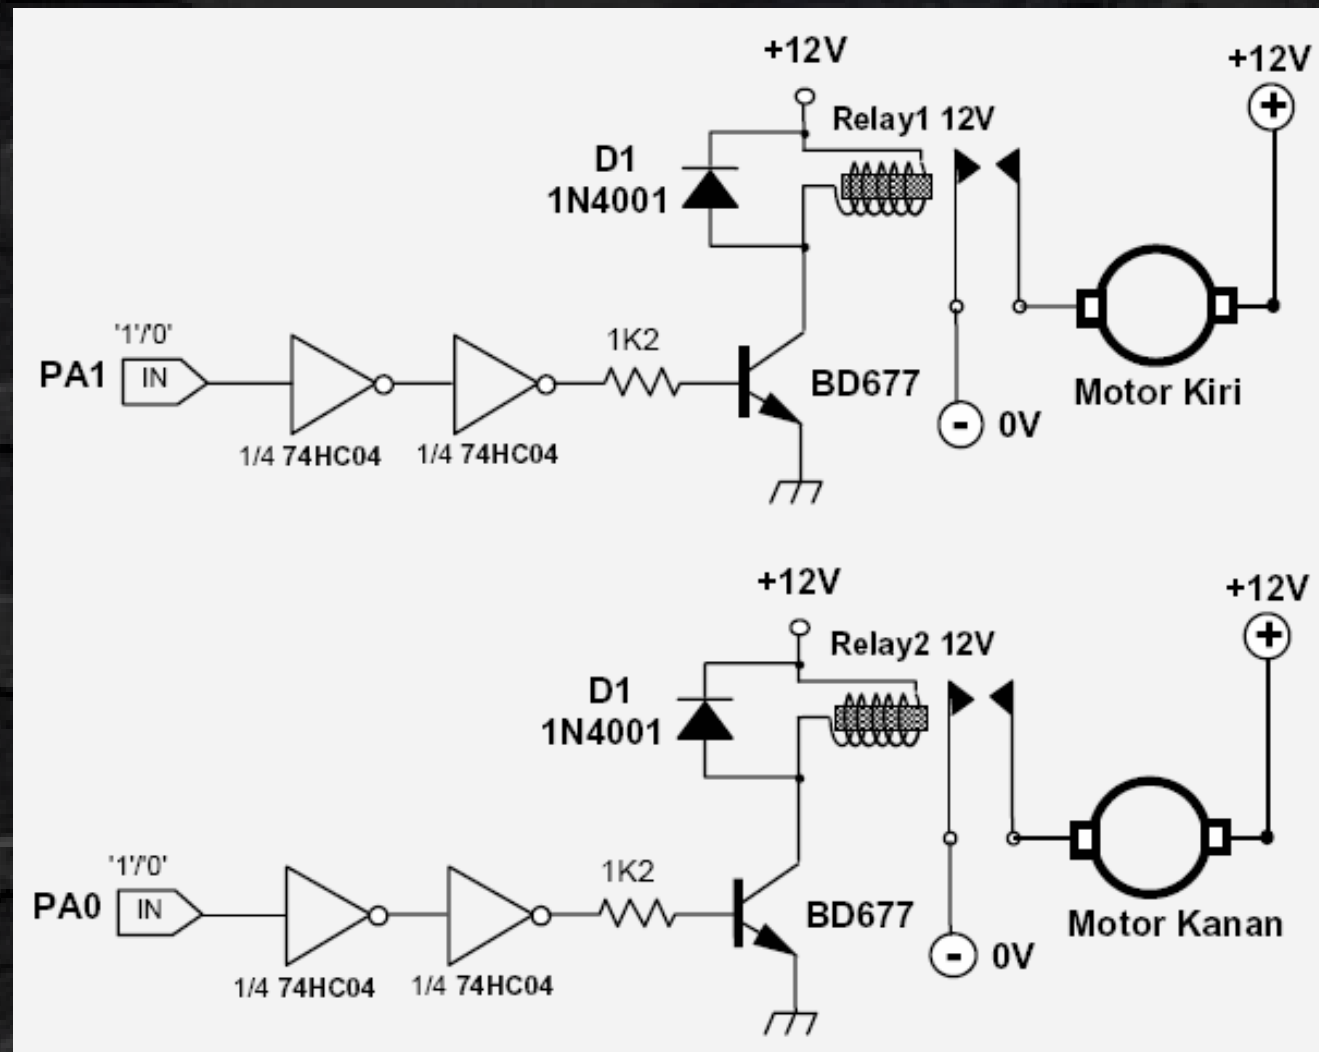 +12V
+12V
Relay1 12V
D1
1N4001
'1'/'0'
PA1
IN
1K2
BD677
1/4 74HC04
1/4 74HC04
Motor Kiri
+
-
0V
+12V
+12V
Relay2 12V
D1
1N4001
'1'/'0'
PA0
IN
1K2
BD677
1/4 74HC04
1/4 74HC04
Motor Kanan
+
-
0V